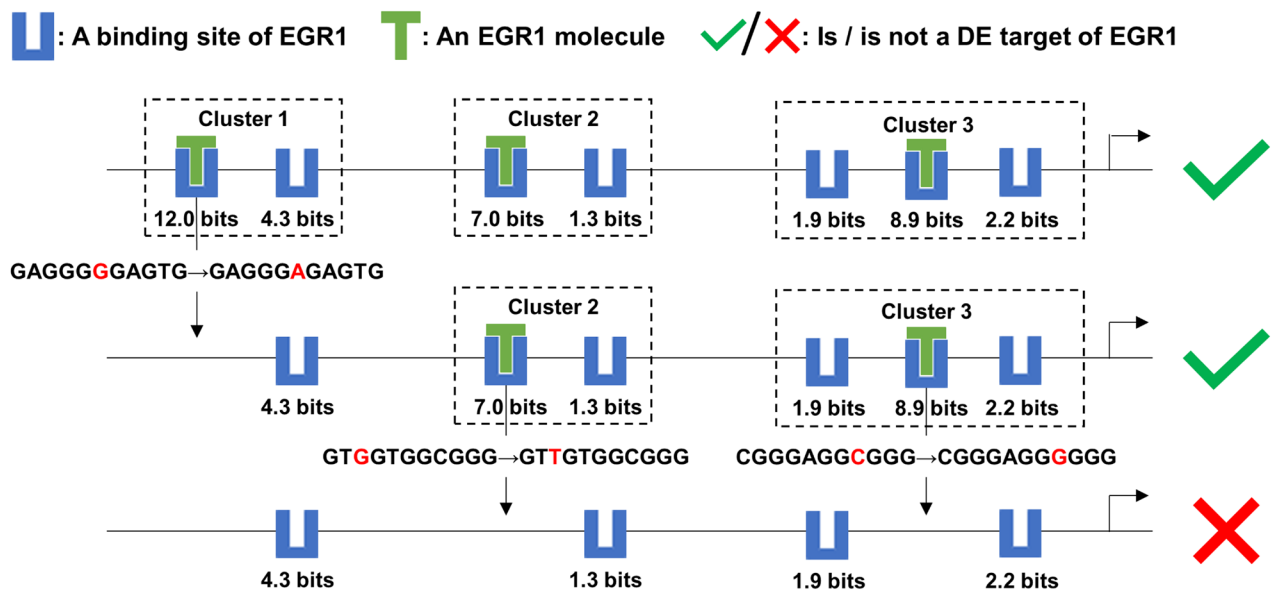 : A binding site of EGR1 : An EGR1 molecule / : Is / is not a DE target of EGR1
Cluster 1 Cluster 2 Cluster 3
12.0 bits 4.3 bits 7.0 bits 1.3 bits 1.9 bits 8.9 bits 2.2 bits
GAGGGGGAGTG→GAGGGAGAGTG
Cluster 2 Cluster 3
4.3 bits 7.0 bits 1.3 bits 1.9 bits 8.9 bits 2.2 bits
GTGGTGGCGGG→GTTGTGGCGGG CGGGAGGCGGG→CGGGAGGGGGG
4.3 bits 1.3 bits 1.9 bits 2.2 bits